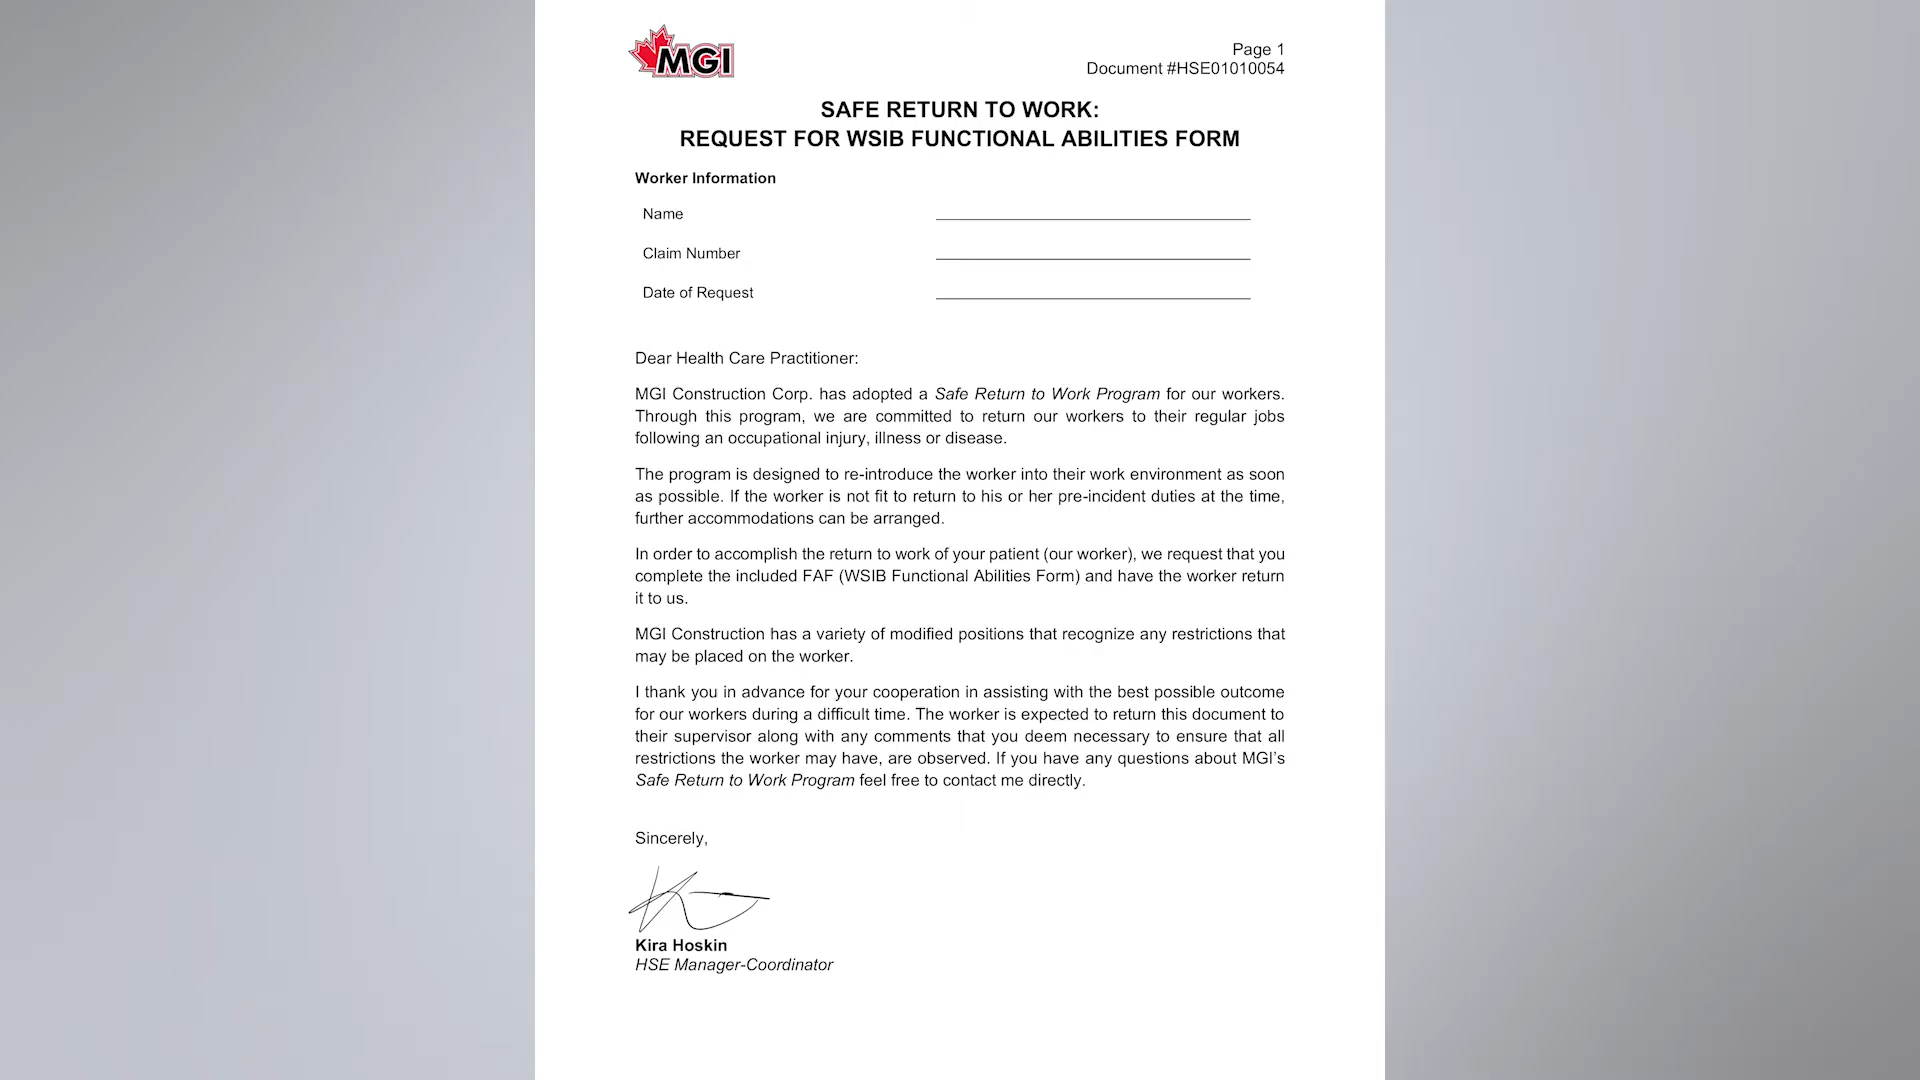 MGI
Page 1
Document #HSE01010054
SAFE RETURN TO WORK:
REQUEST FOR WSIB FUNCTIONAL ABILITIES FORM
Worker Information
Name
Claim Number
Date of Request
Dear Health Care Practitioner:
MGI Construction Corp. has adopted a Safe Return to Work Program for our workers.
Through this program, we are committed to return our workers to their regular jobs
following an occupational injury, illness or disease.
The program is designed to re-introduce the worker into their work environment as soon
as possible. If the worker is not fit to return to his or her pre-incident duties at the time,
further accommodations can be arranged.
In order to accomplish the return to work of your patient (our worker), we request that you
complete the included FAF (WSIB Functional Abilities Form) and have the worker return
it to us.
MGI Construction has a variety of modified positions that recognize any restrictions that
may be placed on the worker.
I thank you in advance for your cooperation in assisting with the best possible outcome
for our workers during a difficult time. The worker is expected to return this document to
their supervisor along with any comments that you deem necessary to ensure that all
restrictions the worker may have, are observed. If you have any questions about MGI’s
Safe Return to Work Program feel free to contact me directly.
Sincerely,
Kira Hoskin
HSE Manager-Coordinator